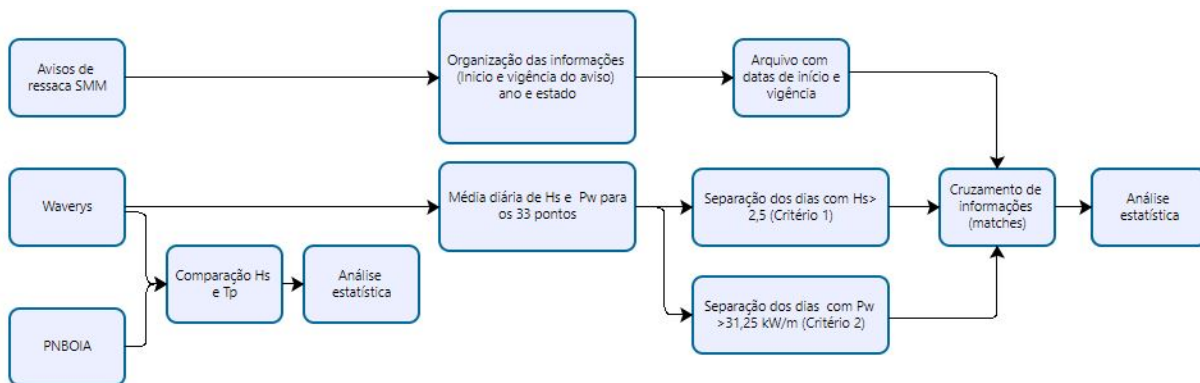 Avisos de
ressaca SMM
Organização das informações
(Inicio e vigência do aviso)
ano e estado
Arquivo com
datas de início e
vigência
Waverys
Média diária de Hs e  Pw para
os 33 pontos
Separação dos dias com Hs>
2,5 (Critério 1)
Cruzamento de
informações
(matches)
Análise
estatística
Comparação Hs
e Tp
Análise
estatística
Separação dos dias  com Pw
>31,25 kW/m (Critério 2)
PNBOIA